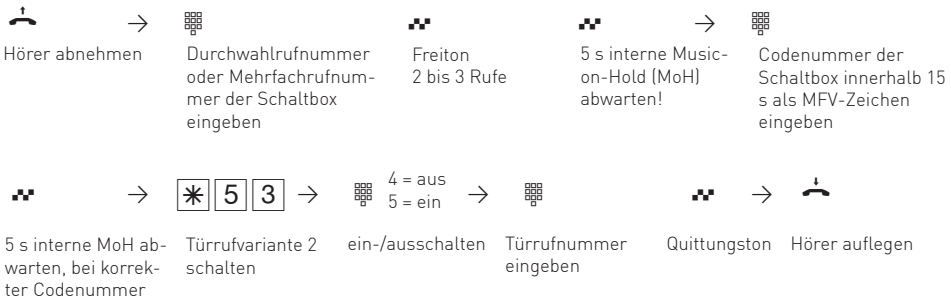 Hörer abnehmen
Durchwahlrufnummer
oder Mehrfachrufnum-
mer der Schaltbox
eingeben
Freiton
2 bis 3 Rufe
5 s interne Music-
on-Hold (MoH)
abwarten!
Codenummer der
Schaltbox innerhalb 15
s als MFV-Zeichen
eingeben
5 s interne MoH ab-
warten, bei korrek-
ter Codenummer
* 5 3
Türrufvariante 2
schalten
4 = aus
5 = ein
ein-/ausschalten
Türrufnummer
eingeben
Quittungston
Hörer auflegen